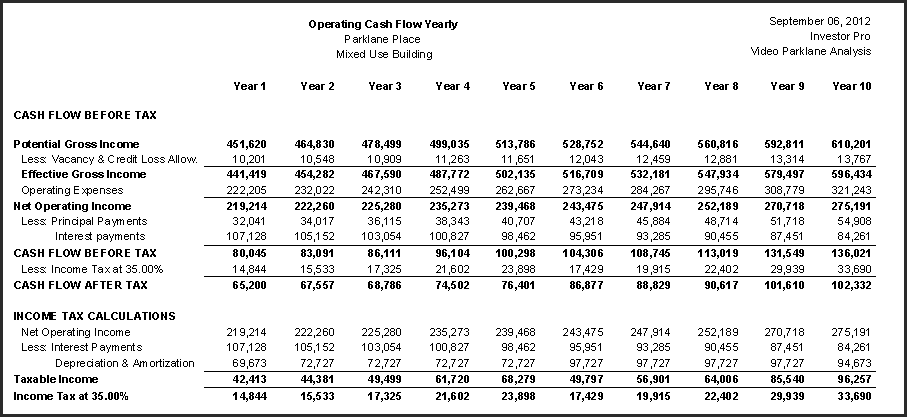 Operating Cash Flow Yearly
Parklane Place
Mixed Use Building
September 06, 2012
Investor Pro
Video Parklane Analysis
Year 1 Year 2 Year 3 Year 4 Year 5 Year 6 Year 7 Year 8 Year 9 Year 10
CASH FLOW BEFORE TAX
Potential Gross Income 451,620 464,830 478,499 499,035 513,786 528,752 544,640 560,816 592,811 610,201
Less: Vacancy & Credit Loss Allow. 10,201 10,548 10,909 11,263 11,651 12,043 12,459 12,881 13,314 13,767
Effective Gross Income 441,419 454,282 467,590 487,772 502,135 516,709 532,181 547,934 579,497 596,434
Operating Expenses 222,205 232,022 242,310 252,499 262,667 273,234 284,267 295,746 308,779 321,243
Net Operating Income 219,214 222,260 225,280 235,273 239,468 243,475 247,914 252,189 270,718 275,191
Less: Principal Payments 32,041 34,017 36,115 38,343 40,707 43,218 45,884 48,714 51,718 54,908
Interest payments 107,128 105,152 103,054 100,827 98,462 95,951 93,285 90,455 87,451 84,261
CASH FLOW BEFORE TAX 80,045 83,091 86,111 96,104 100,298 104,306 108,745 113,019 131,549 136,021
Less: Income Tax at 35.00% 14,844 15,533 17,325 21,602 23,898 17,429 19,915 22,402 29,939 33,690
CASH FLOW AFTER TAX 65,200 67,557 68,786 74,502 76,401 86,877 88,829 90,617 101,610 102,332
INCOME TAX CALCULATIONS
Net Operating Income 219,214 222,260 225,280 235,273 239,468 243,475 247,914 252,189 270,718 275,191
Less: Interest Payments 107,128 105,152 103,054 100,827 98,462 95,951 93,285 90,455 87,451 84,261
Depreciation & Amortization 69,673 72,727 72,727 72,727 72,727 97,727 97,727 97,727 97,727 94,673
Taxable Income 42,413 44,381 49,499 61,720 68,279 49,797 56,901 64,006 85,540 96,257
Income Tax at 35.00% 14,844 15,533 17,325 21,602 23,898 17,429 19,915 22,402 29,939 33,690